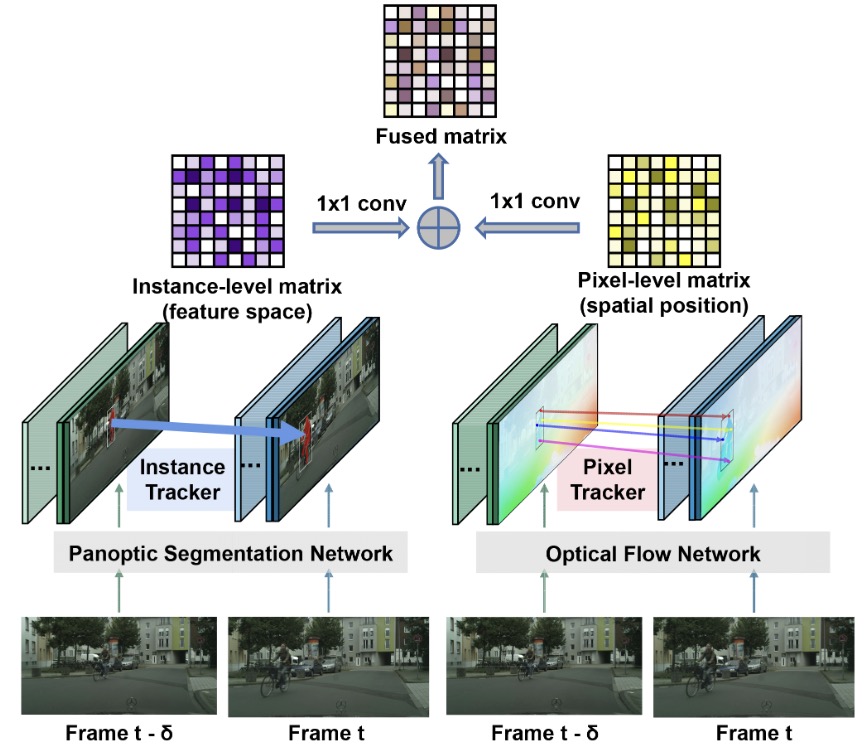 Fused matrix
1x1 conv
1x1 conv
Instance-level matrix
(feature space)
Pixel-level matrix
(spatial position)
...
...
Instance
Tracker
...
...
Pixel
Tracker
Panoptic Segmentation Network
Optical Flow Network
Frame t - δ
Frame t
Frame t - δ
Frame t